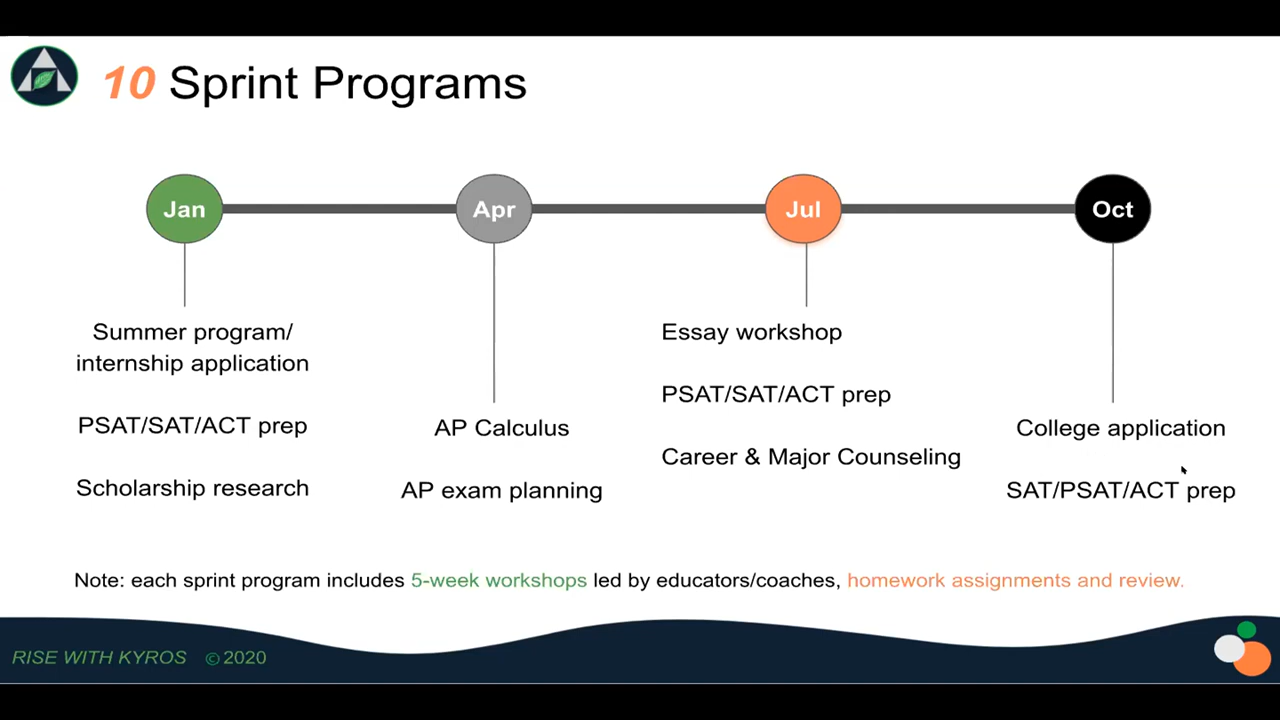 10 Sprint Programs
Jan
Apr
Jul
Oct
Summer program/
internship application
PSAT/SAT/ACT prep
Scholarship research
AP Calculus
AP exam planning
Essay workshop
PSAT/SAT/ACT prep
Career & Major Counseling
College application
SAT/PSAT/ACT prep
Note: each sprint program includes 5-week workshops led by educators/coaches, homework assignments and review.
RISE WITH KYROS ©2020